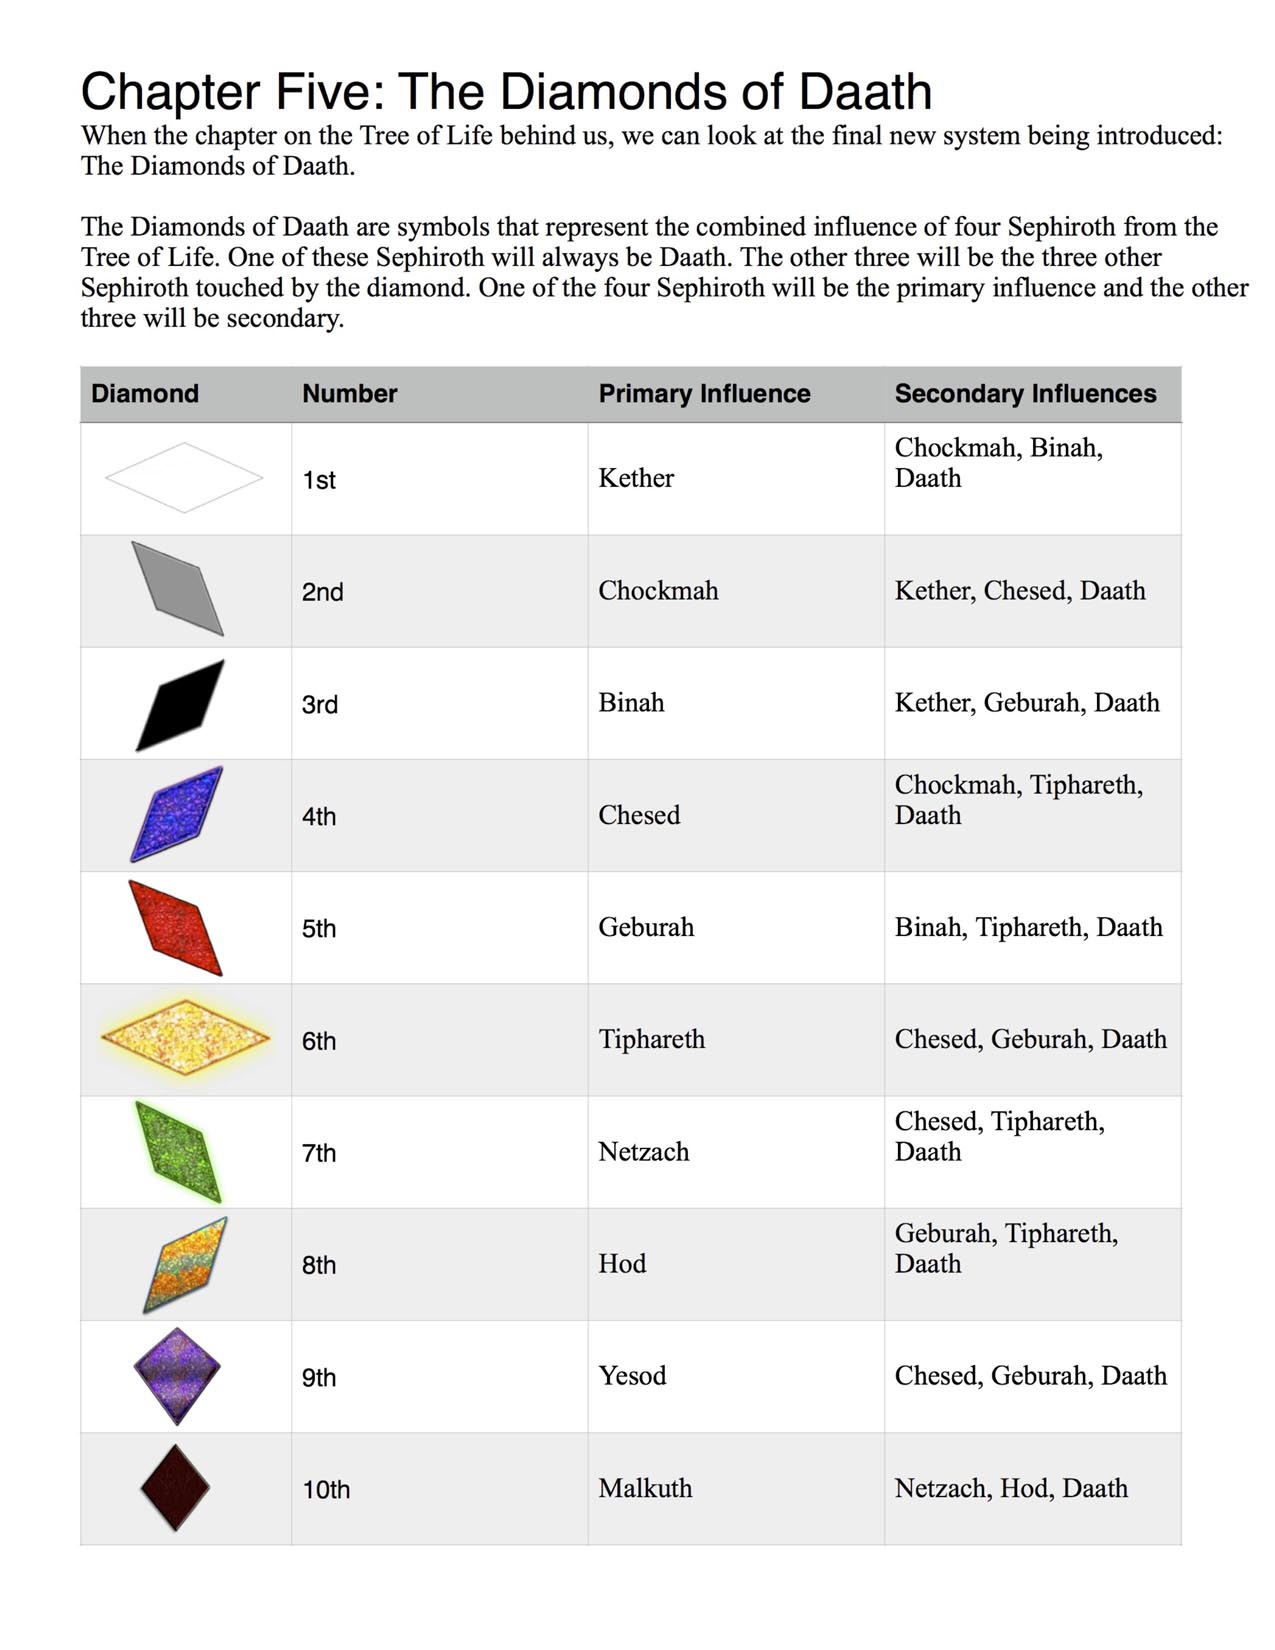 Chapter Five: The Diamonds of Daath
When the chapter on the Tree of Life behind us, we can look at the final new system being introduced:
The Diamonds of Daath.
The Diamonds of Daath are symbols that represent the combined influence of four Sephiroth from the
Tree of Life. One of these Sephiroth will always be Daath. The other three will be the three other
Sephiroth touched by the diamond. One of the four Sephiroth will be the primary influence and the other
three will be secondary.
Diamond Number Primary Influence Secondary Influences
1st Kether Chockmah, Binah,
Daath
2nd Chockmah Kether, Chesed, Daath
3rd Binah Kether, Geburah, Daath
4th Chesed Chockmah, Tiphareth,
Daath
5th Geburah Binah, Tiphareth, Daath
6th Tiphareth Chesed, Geburah, Daath
7th Netzach Chesed, Tiphareth,
Daath
8th Hod Geburah, Tiphareth,
Daath
9th Yesod Chesed, Geburah, Daath
10th Malkuth Netzach, Hod, Daath